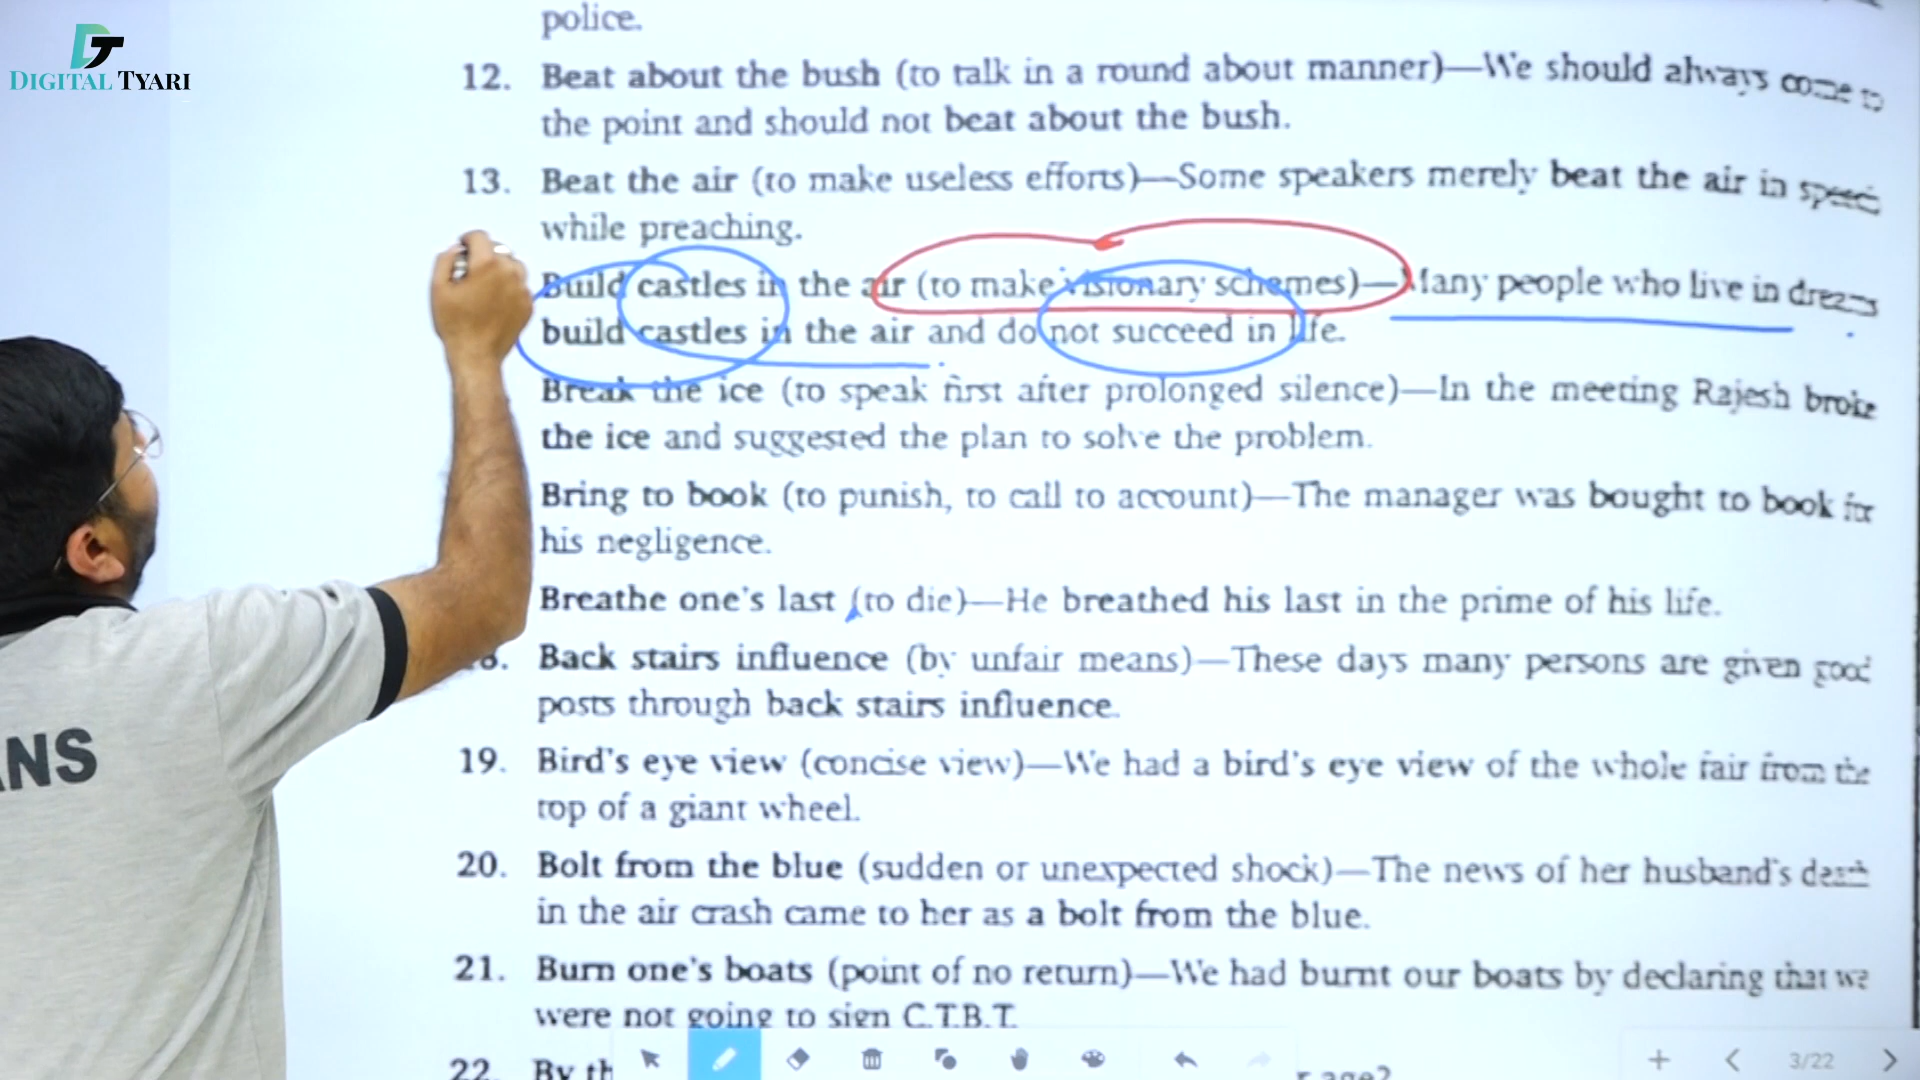 DIGITAL TYARI
police.
12. Beat about the bush (to talk in a round about manner)—We should always come to
the point and should not beat about the bush.
13. Beat the air (to make useless efforts)—Some speakers merely beat the air in
while preaching.
Build castles in the air (to make visionary schemes)—Many people who live in dreams
build castles in the air and do not succeed in life.
Break the ice (to speak first after prolonged silence)—In the meeting Rajesh broke
the ice and suggested the plan to solve the problem.
Bring to book (to punish, to call to account)—The manager was bought to book for
his negligence.
Breathe one's last (to die)—He breathed his last in the prime of his life.
8. Back stairs influence (by unfair means)—These days many persons are given good
posts through back stairs influence.
19. Bird's eye view (concise view)—We had a bird's eye view of the whole fair from the
top of a giant wheel.
20. Bolt from the blue (sudden or unexpected shock)—The news of her husband's death
in the air crash came to her as a bolt from the blue.
21. Burn one's boats (point of no return)—We had burnt our boats by declaring that we
were not going to sign C.T.B.T.
22. By th
age?
3/22
ANS